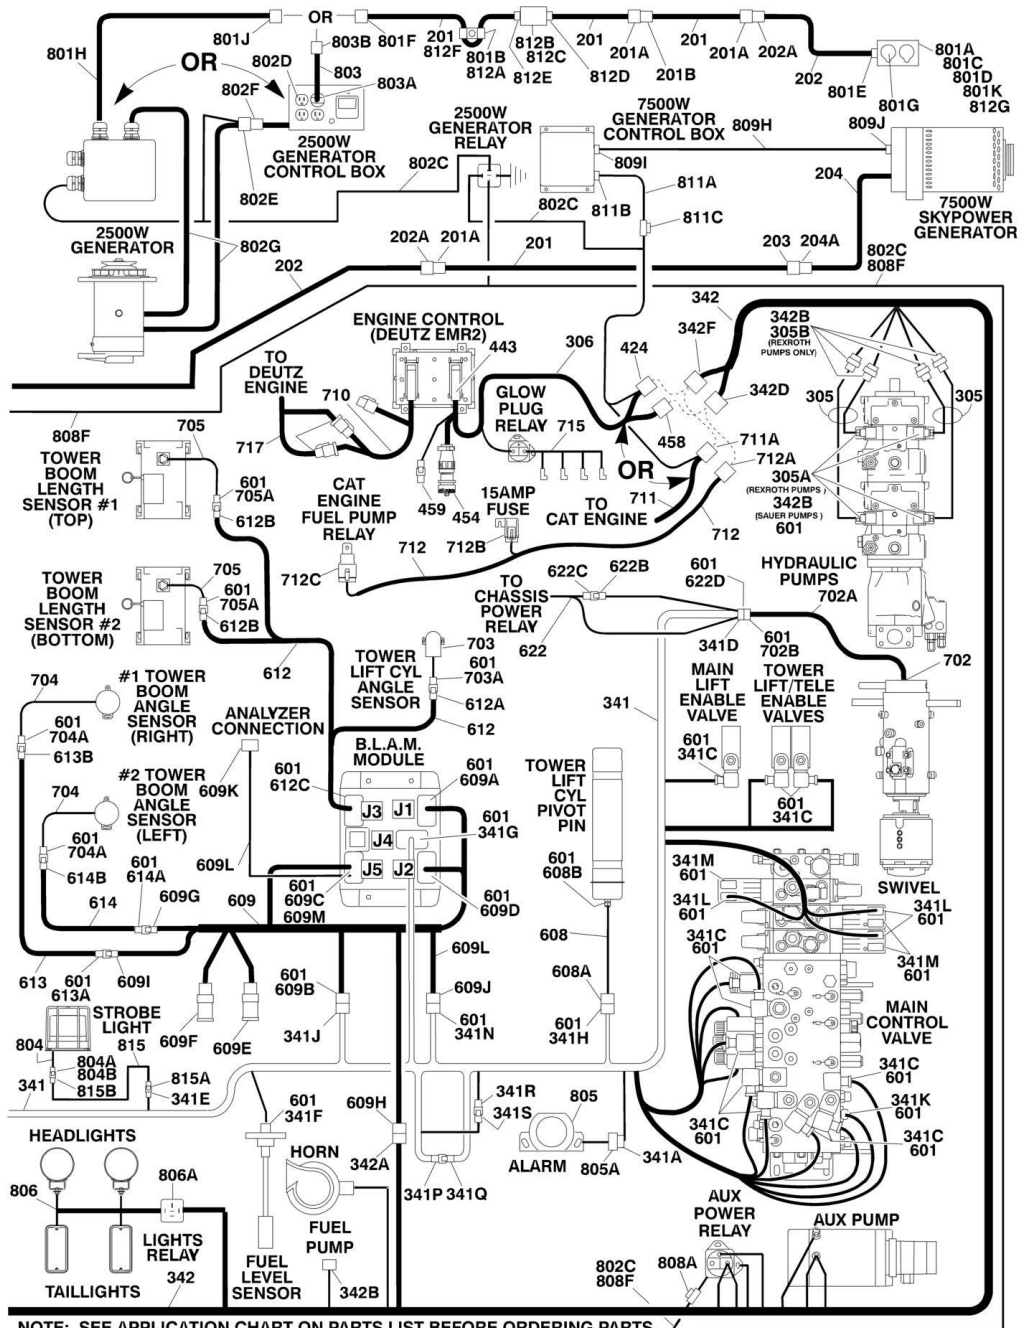 OR
801H
801J
803B
801F
201
812F
801B
812A
812B
812C
812E
812D
201
201A
201B
201
201A
202A
202
801E
801G
801A
801C
801D
801K
812G
OR
802D
803
803A
802F
2500W
GENERATOR
CONTROL BOX
802E
2500W
GENERATOR
RELAY
802C
7500W
GENERATOR
CONTROL BOX
809H
809J
809I
811A
811B
811C
802C
204
7500W
SKYPOWER
GENERATOR
2500W
GENERATOR
802G
202
202A
201A
201
203
204A
802C
808F
ENGINE CONTROL
(DEUTZ EMR2)
443
306
424
342
342F
342B
305B
(REXROTH
PUMPS ONLY)
TO
DEUTZ
ENGINE
710
717
GLOW
PLUG
RELAY
715
342D
458
305
305
808F
705
TOWER
BOOM
LENGTH
SENSOR #1
(TOP)
601
705A
612B
CAT
ENGINE
FUEL PUMP
RELAY
459
454
15AMP
FUSE
OR
711A
712A
711
TO
CAT ENGINE
305A
(REXROTH PUMPS )
342B
(SAUER PUMPS )
601
712C
712
712B
712
HYDRAULIC
PUMPS
TOWER
BOOM
LENGTH
SENSOR #2
(BOTTOM)
705
601
705A
612B
612
TO
CHASSIS
POWER
RELAY
622C
622B
622
601
622D
702A
341D
601
702B
702
703
601
703A
612A
612
TOWER
LIFT CYL
ANGLE
SENSOR
704
#1 TOWER
BOOM
ANGLE
SENSOR
(RIGHT)
601
704A
613B
ANALYZER
CONNECTION
609K
341
MAIN
LIFT
ENABLE
VALVE
TOWER
LIFT/TELE
ENABLE
VALVES
601
341C
601
341C
B.L.A.M.
MODULE
601
612C
601
609A
J3
J1
J4
J5
J2
601
341G
TOWER
LIFT
CYL
PIVOT
PIN
704
#2 TOWER
BOOM
ANGLE
SENSOR
(LEFT)
601
704A
614B
601
614A
609G
609L
609
601
609C
609M
601
609D
601
608B
608
608A
601
341H
614
613
601
613A
609I
SWIVEL
341M
601
341L
601
341C
601
341L
601
341M
601
MAIN
CONTROL
VALVE
STROBE
LIGHT
609F
609E
601
609B
341J
609L
609J
601
341N
804
804A
804B
815B
815
815A
341E
341
601
341F
609H
342A
341R
341S
341P
341Q
805
ALARM
805A
341A
341C
601
341C
601
341K
601
341C
601
HEADLIGHTS
806
806A
LIGHTS
RELAY
TAILLIGHTS
342
HORN
FUEL
PUMP
FUEL
LEVEL
SENSOR
342B
AUX
POWER
RELAY
AUX PUMP
802C
808F
808A
NOTE: SEE APPLICATION CHART ON PARTS LIST BEFORE ORDERING PARTS